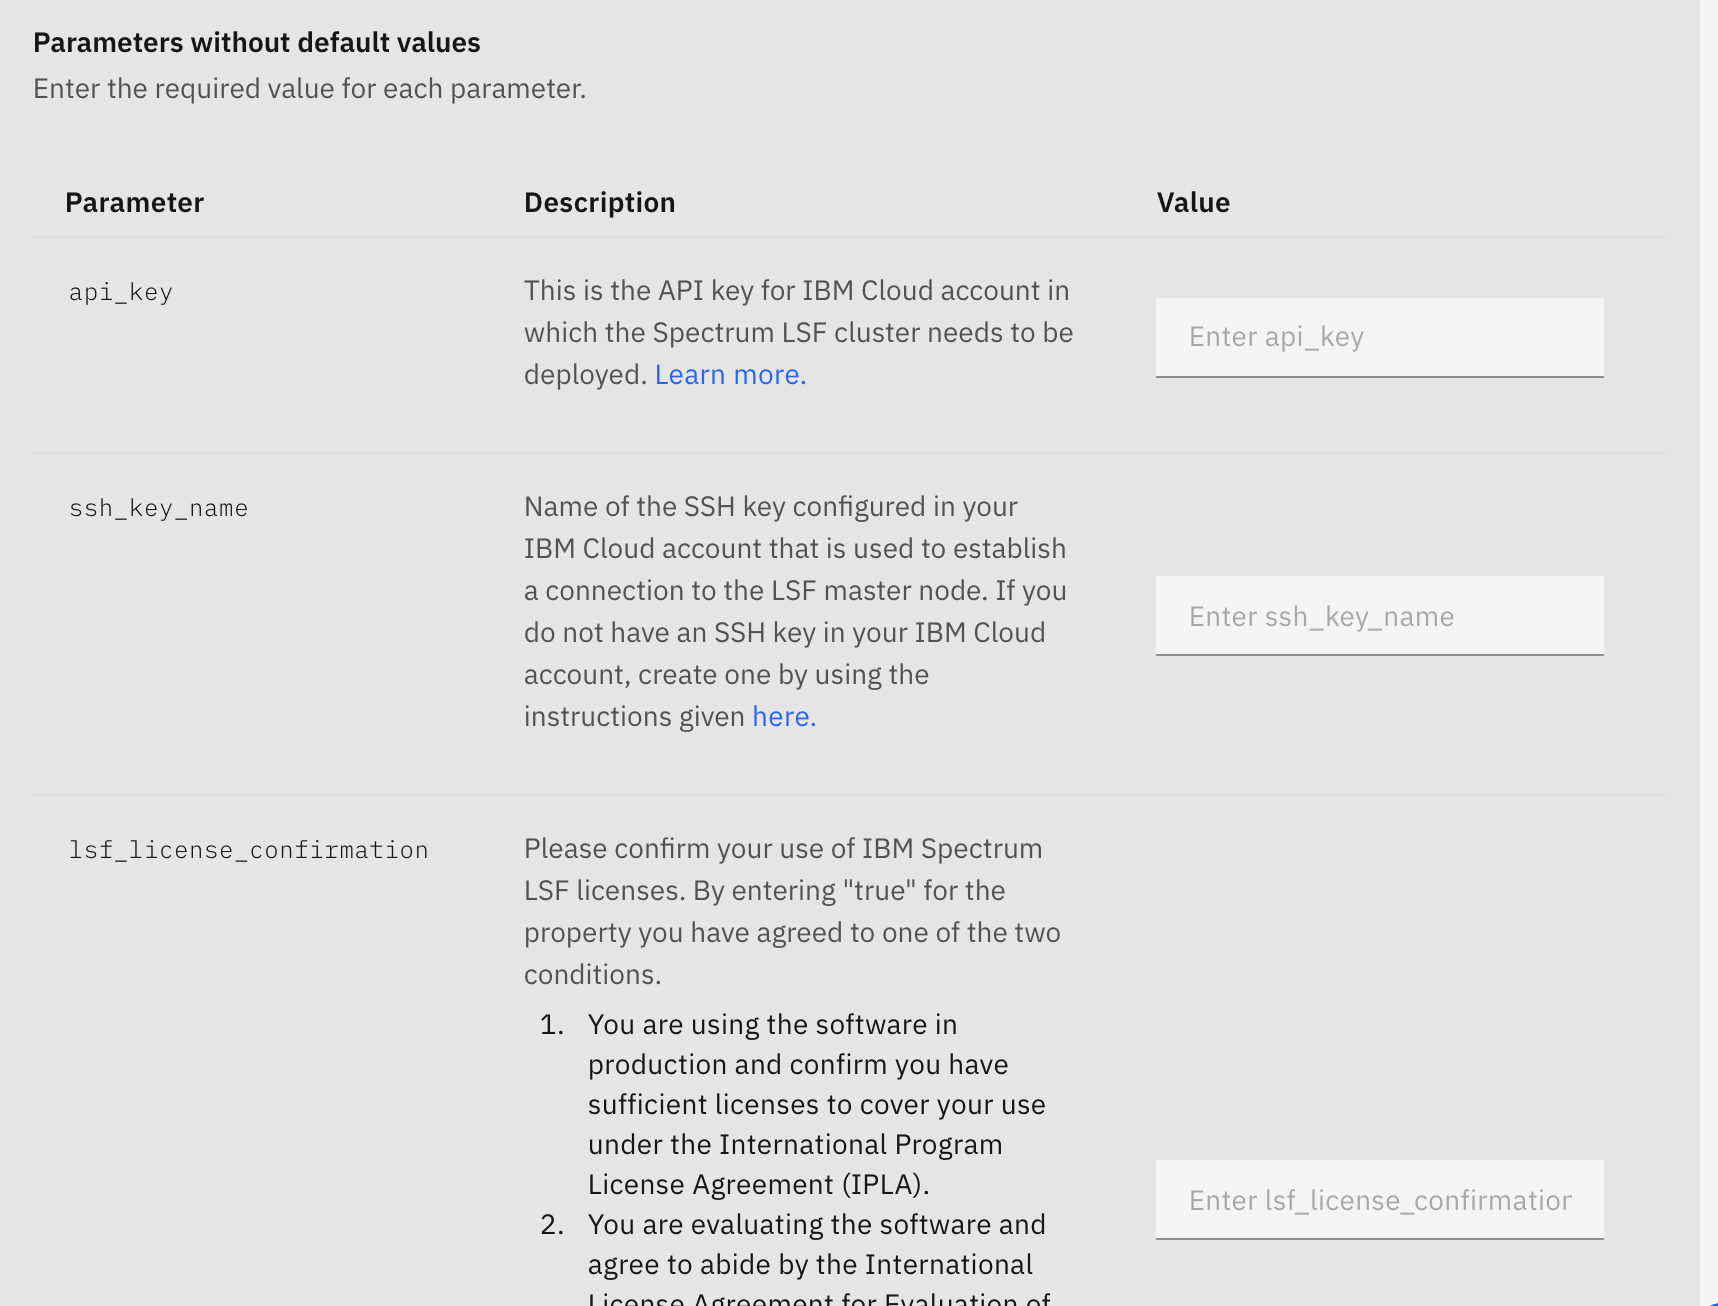 Parameters without default values
Enter the required value for each parameter.
Parameter Description Value
api_key
This is the API key for IBM Cloud account in
which the Spectrum LSF cluster needs to be
deployed. Learn more.
Enter api_key
ssh_key_name
Name of the SSH key configured in your
IBM Cloud account that is used to establish
a connection to the LSF master node. If you
do not have an SSH key in your IBM Cloud
account, create one by using the
instructions given here.
Enter ssh_key_name
lsf_license_confirmation
Please confirm your use of IBM Spectrum
LSF licenses. By entering "true" for the
property you have agreed to one of the two
conditions.
1. You are using the software in
production and confirm you have
sufficient licenses to cover your use
under the International Program
License Agreement (IPLA).
2. You are evaluating the software and
agree to abide by the International
License Agreement for Evaluation of
Enter lsf_license_confirmation